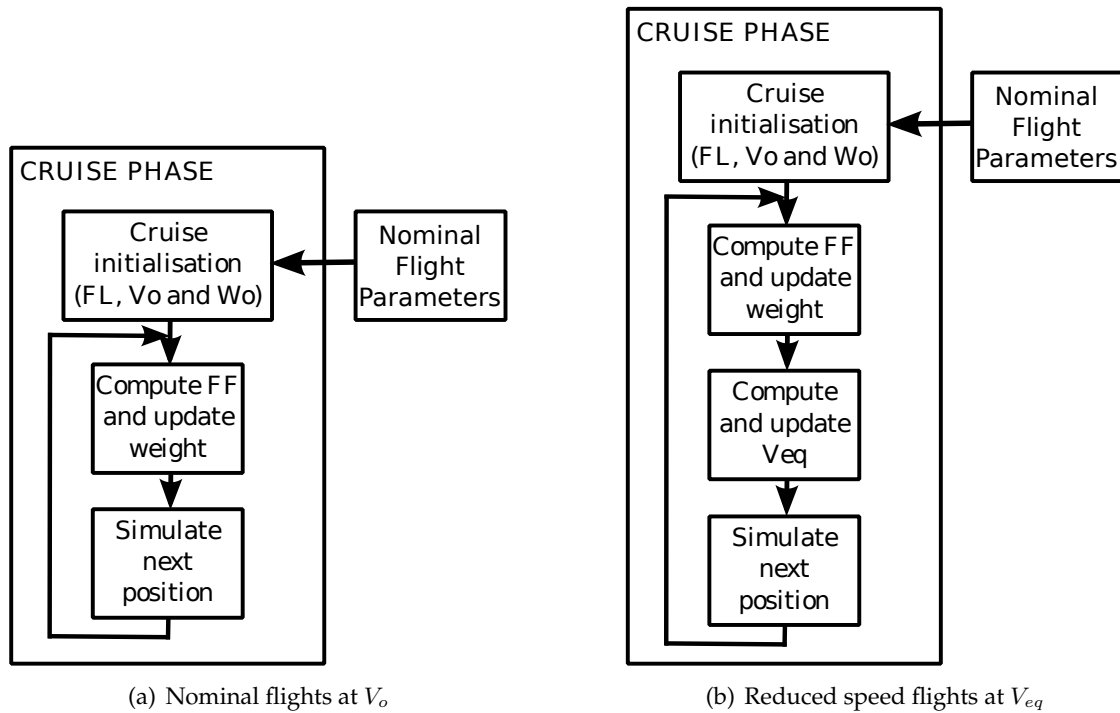 CRUISE PHASE
Cruise
initialisation
(FL, Vo and Wo)
Nominal
Flight
Parameters
Compute FF
and update
weight
Simulate
next
position
(a) Nominal flights at Vo
CRUISE PHASE
Cruise
initialisation
(FL, Vo and Wo)
Nominal
Flight
Parameters
Compute FF
and update
weight
Compute
and update
Veq
Simulate
next
position
(b) Reduced speed flights at Veq